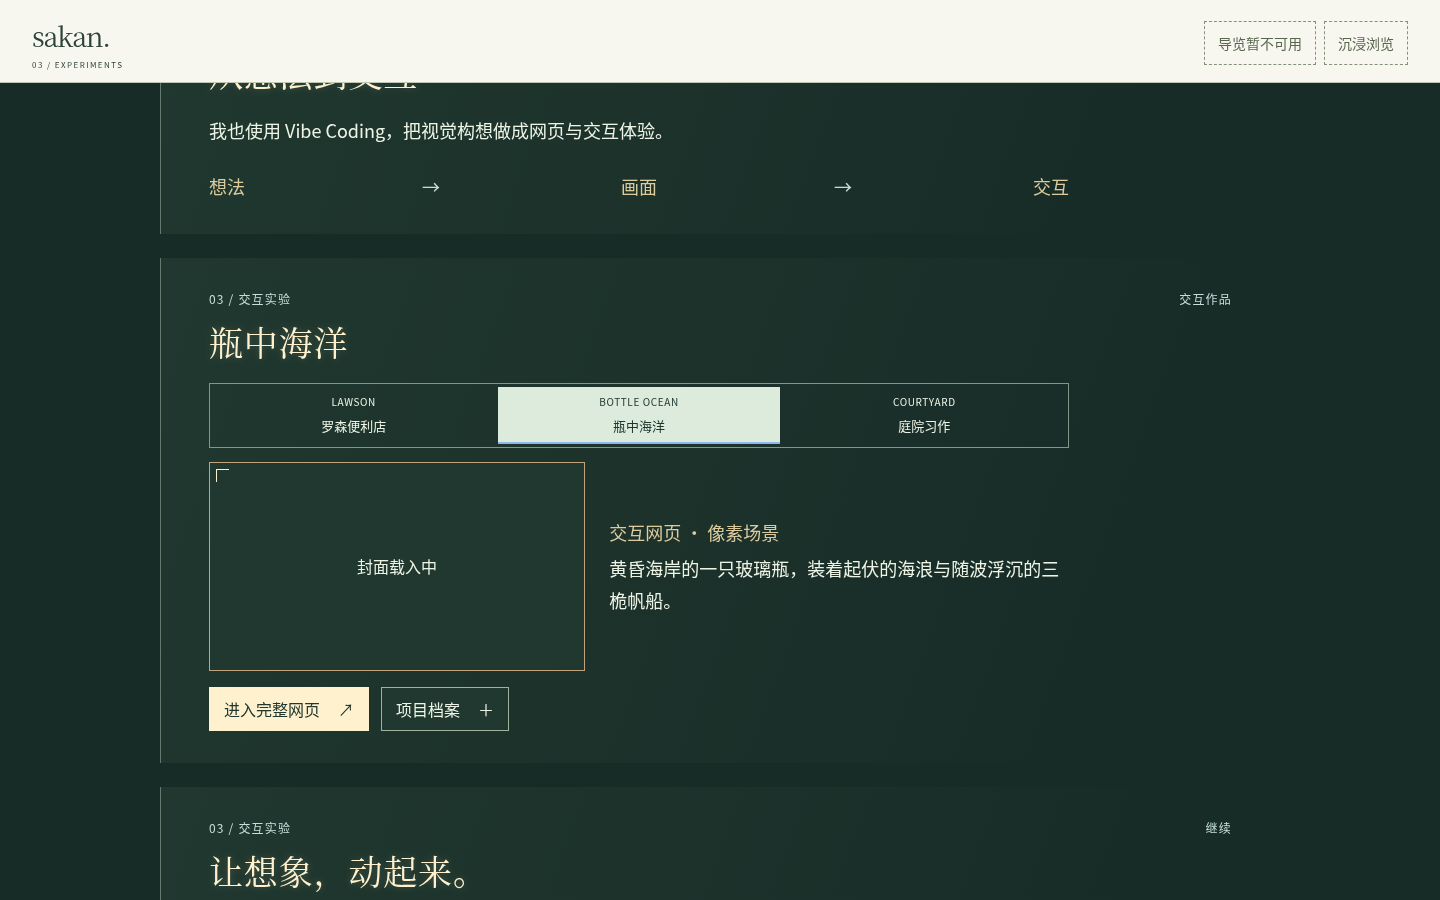 sakan.
03 / EXPERIMENTS
导览暂不可用
沉浸浏览
从想法到交互
我也使用 Vibe Coding，把视觉构想做成网页与交互体验。
想法 → 画面 → 交互
03 / 交互实验
交互作品
瓶中海洋
LAWSON
罗森便利店
BOTTLE OCEAN
瓶中海洋
COURTYARD
庭院习作
封面载入中
交互网页 · 像素场景
黄昏海岸的一只玻璃瓶，装着起伏的海浪与随波浮沉的三
桅帆船。
进入完整网页 ↗
项目档案 ＋
03 / 交互实验
继续
让想象，动起来。